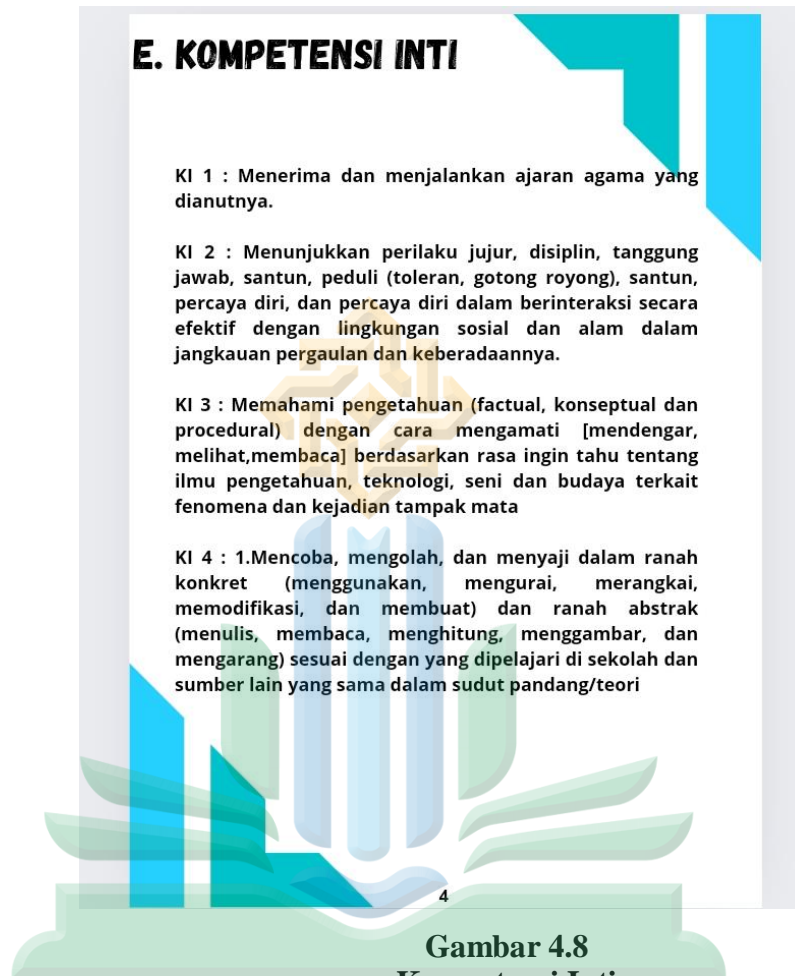 E. KOMPETENSI INTI
KI 1 : Menerima dan menjalankan ajaran agama yang
dianutnya.
KI 2 : Menunjukkan perilaku jujur, disiplin, tanggung
jawab, santun, peduli (toleran, gotong royong), santun,
percaya diri, dan percaya diri dalam berinteraksi secara
efektif dengan lingkungan sosial dan alam dalam
jangkauan pergaulan dan keberadaannya.
KI 3 : Memahami pengetahuan (factual, konseptual dan
procedural) dengan cara mengamati [mendengar,
melihat,membaca] berdasarkan rasa ingin tahu tentang
ilmu pengetahuan, teknologi, seni dan budaya terkait
fenomena dan kejadian tampak mata
KI 4 : 1.Mencoba, mengolah, dan menyaji dalam ranah
konkret (menggunakan, mengurai, merangkai,
memodifikasi, dan membuat) dan ranah abstrak
(menulis, membaca, menghitung, menggambar, dan
mengarang) sesuai dengan yang dipelajari di sekolah dan
sumber lain yang sama dalam sudut pandang/teori
4
Gambar 4.8
Kompetensi Inti